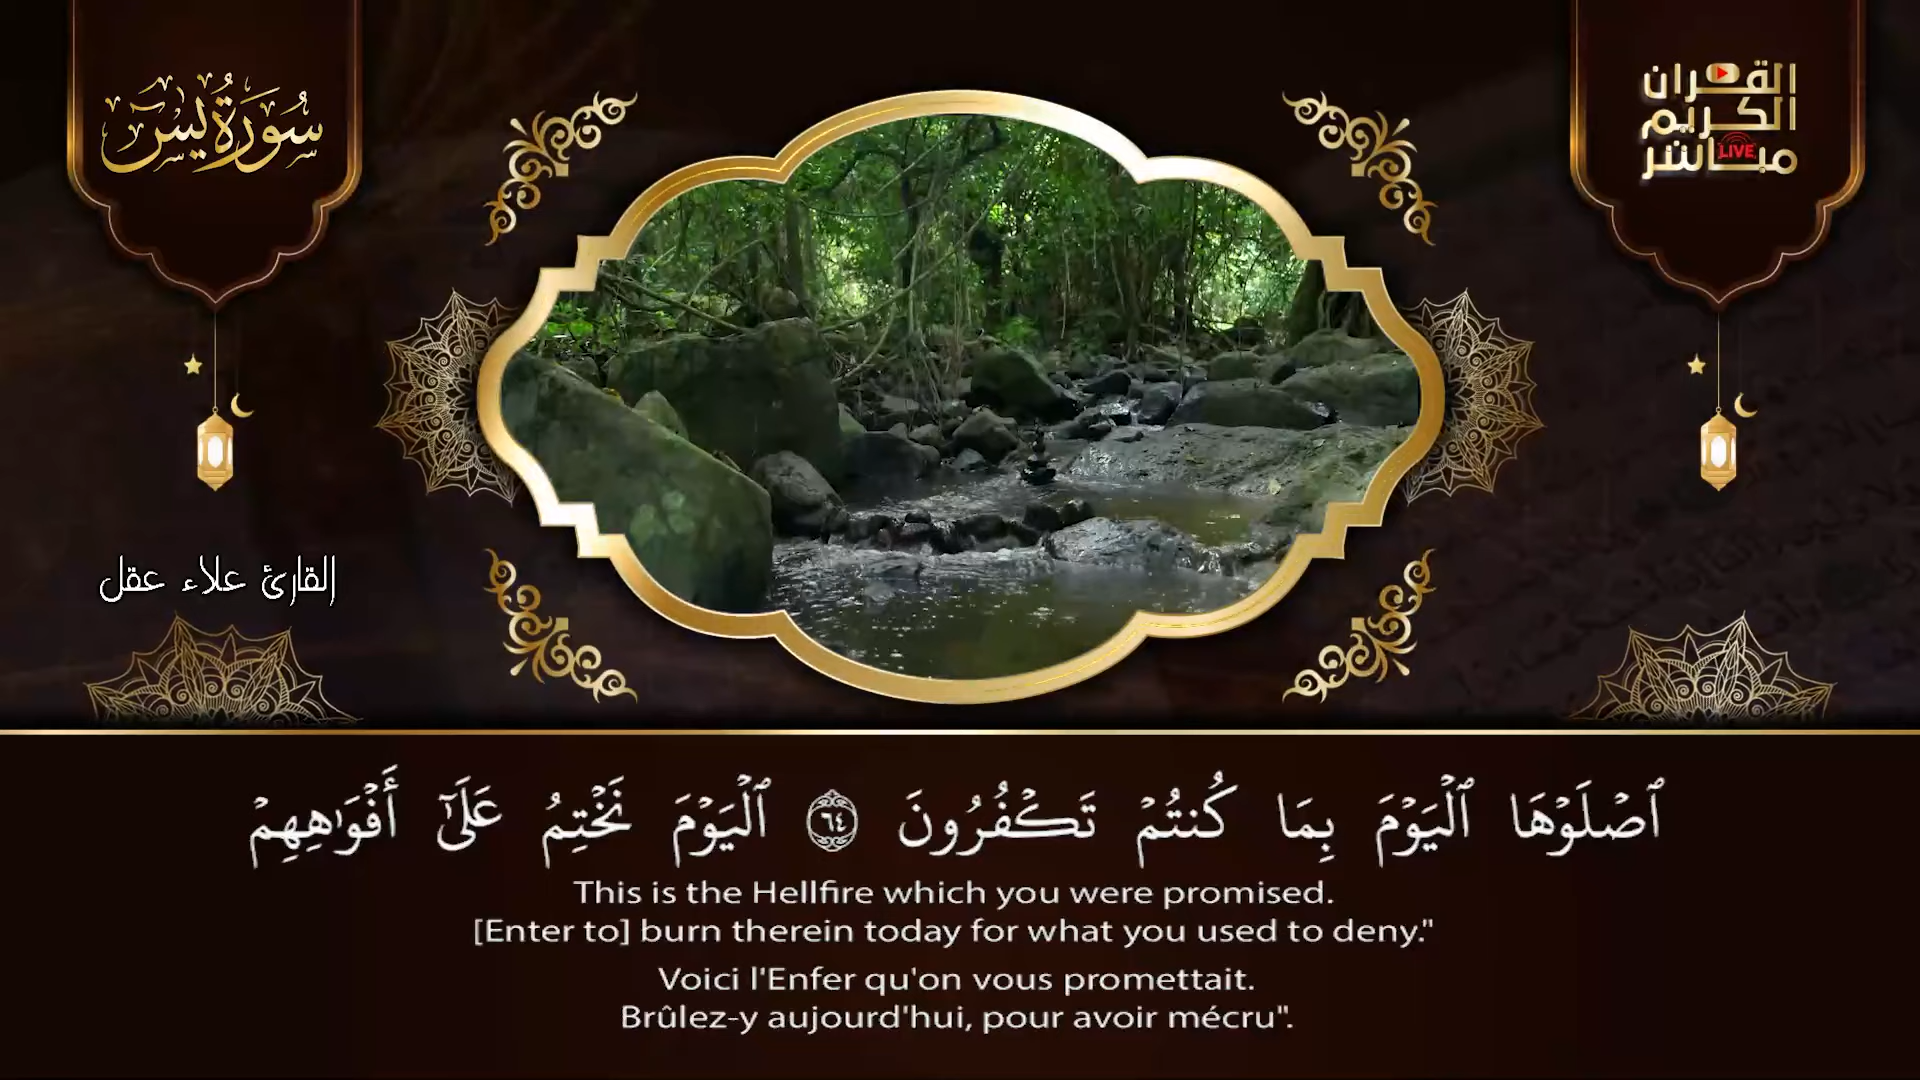 سُورَةُ يسٓ
القران
الكريم
مباشر
LIVE
القارئ علاء عقل
ٱصۡلَوۡهَا ٱلۡيَوۡمَ بِمَا كُنتُمۡ تَكۡفُرُونَ ٦٤ ٱلۡيَوۡمَ نَخۡتِمُ عَلَىٰٓ أَفۡوَٰهِهِمۡ
This is the Hellfire which you were promised.
[Enter to] burn therein today for what you used to deny."
Voici l'Enfer qu'on vous promettait.
Brûlez-y aujourd'hui, pour avoir mécru".